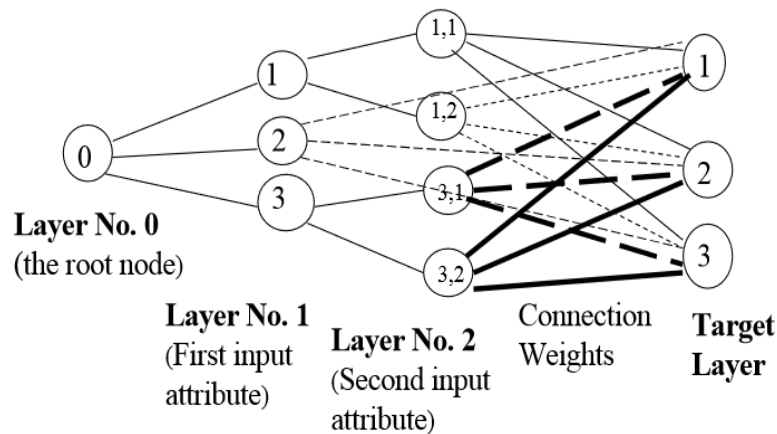 0
1
2
3
1,1
1,2
3,1
3,2
1
2
3
Layer No. 0
(the root node)
Layer No. 1
(First input
attribute)
Layer No. 2
(Second input
attribute)
Connection
Weights
Target
Layer